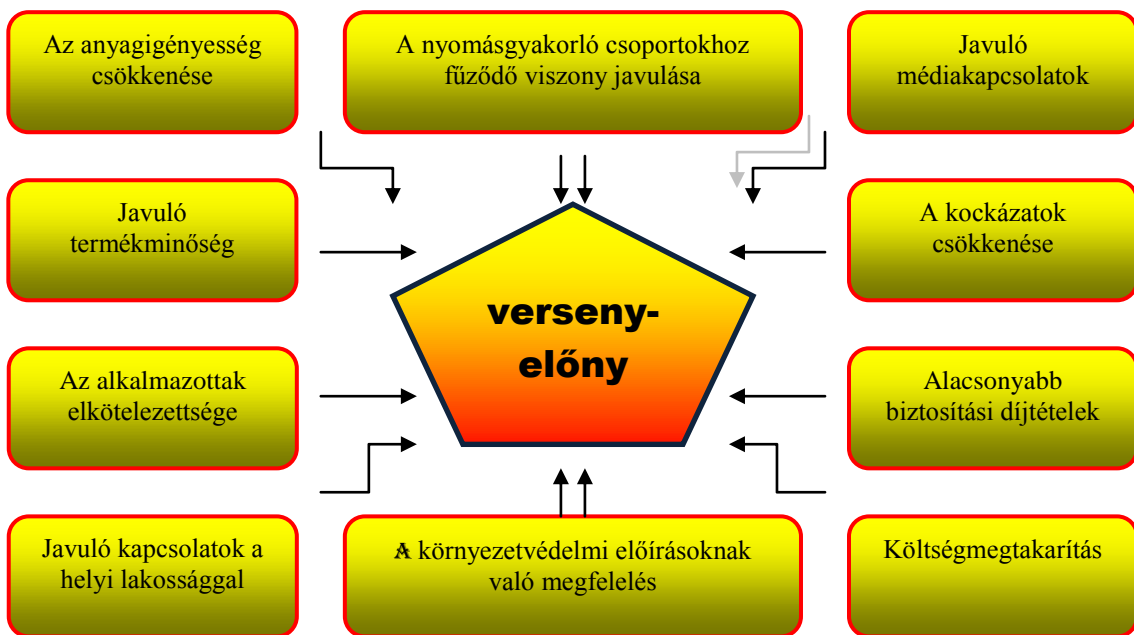 Az anyagigényesség
csökkenése
A nyomásgyakorló csoportokhoz
fűződő viszony javulása
Javuló
médiakapcsolatok
Javuló
termékminőség
A kockázatok
csökkenése
verseny-
előny
Az alkalmazottak
elkötelezettsége
Alacsonyabb
biztosítási díjtételek
Javuló kapcsolatok a
helyi lakossággal
A környezetvédelmi előírásoknak
való megfelelés
Költségmegtakarítás